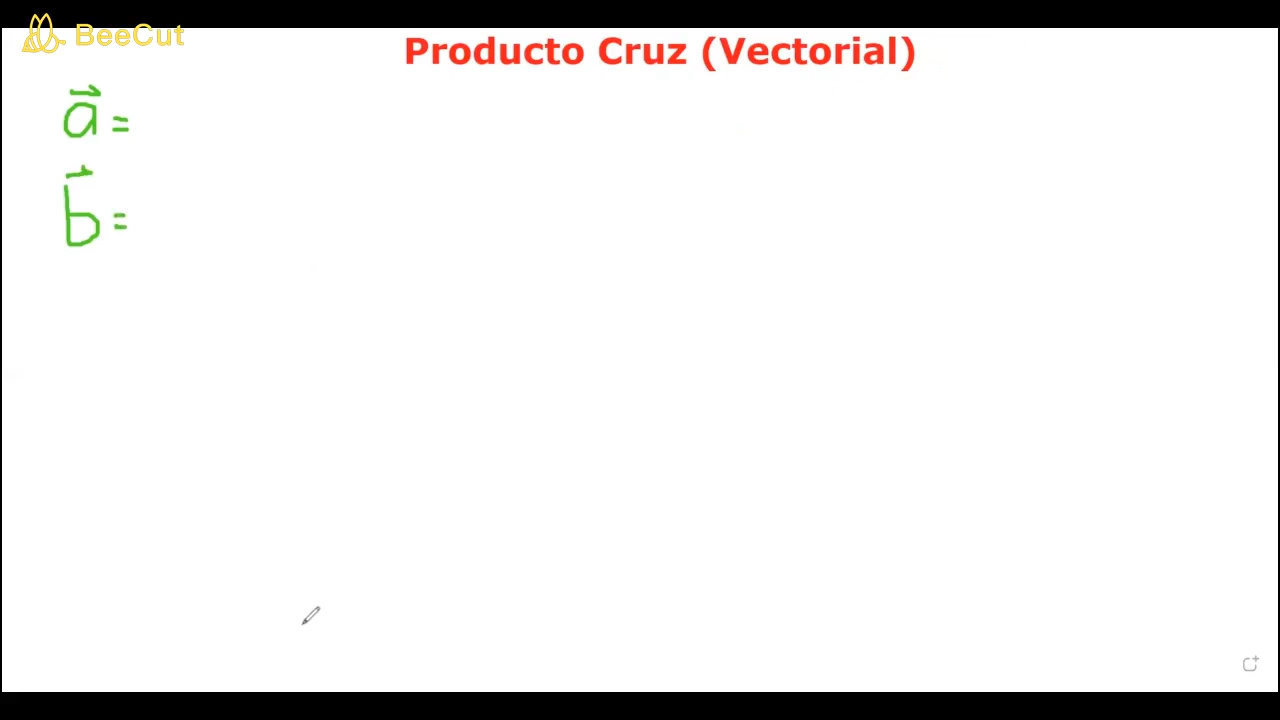 BeeCut
Producto Cruz (Vectorial)
a⃗ =
b⃗ =